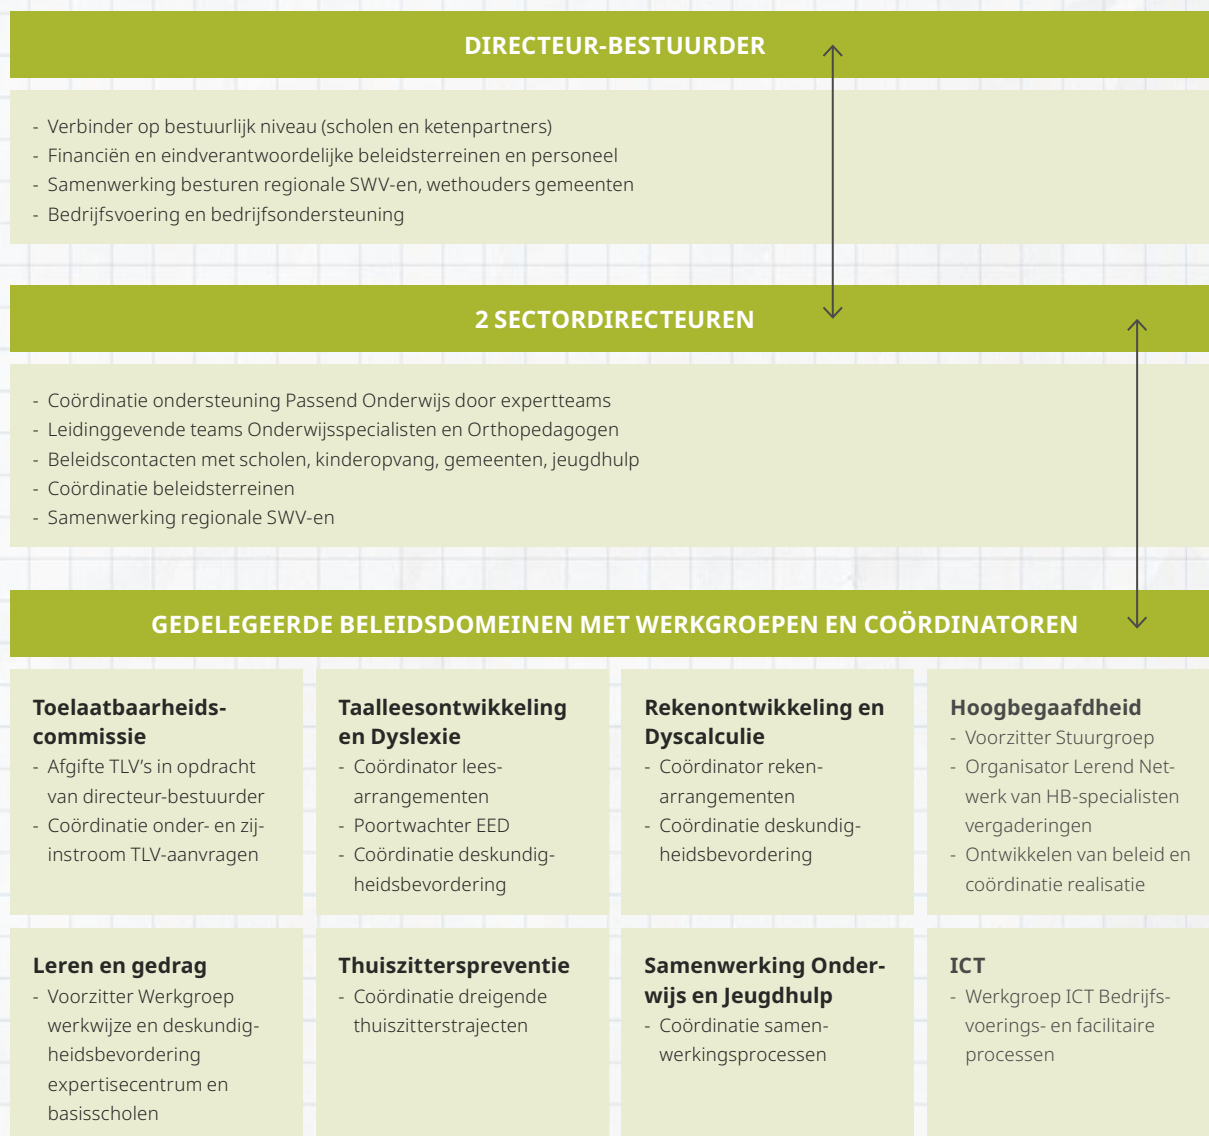 DIRECTEUR-BESTUURDER
- Verbinder op bestuurlijk niveau (scholen en ketenpartners)
- Financiën en eindverantwoordelijke beleidsterreinen en personeel
- Samenwerking besturen regionale SWV-en, wethouders gemeenten
- Bedrijfsvoering en bedrijfsondersteuning
2 SECTORDIRECTEUREN
- Coördinatie ondersteuning Passend Onderwijs door expertteams
- Leidinggevende teams Onderwijsspecialisten en Orthopedagogen
- Beleidscontacten met scholen, kinderopvang, gemeenten, jeugdhulp
- Coördinatie beleidsterreinen
- Samenwerking regionale SWV-en
GEDELEGEERDE BELEIDSDOMEINEN MET WERKGROEPEN EN COÖRDINATOREN
Toelaatbaarheids-
commissie
- Afgifte TLV's in opdracht
van directeur-bestuurder
- Coördinatie onder- en zij-
instroom TLV-aanvragen
Taalleesontwikkeling
en Dyslexie
- Coördinator lees-
arrangementen
- Poortwachter EED
- Coördinatie deskundig-
heidsbevordering
Rekenontwikkeling en
Dyscalculie
- Coördinator reken-
arrangementen
- Coördinatie deskundig-
heidsbevordering
Hoogbegaafdheid
- Voorzitter Stuurgroep
- Organisator Lerend Net-
werk van HB-specialisten
vergaderingen
- Ontwikkelen van beleid en
coördinatie realisatie
Leren en gedrag
- Voorzitter Werkgroep
werkwijze en deskundig-
heidsbevordering
expertisecentrum en
basisscholen
Thuiszitterspreventie
- Coördinatie dreigende
thuiszitterstrajecten
Samenwerking Onder-
wijs en Jeugdhulp
- Coördinatie samen-
werkingsprocessen
ICT
- Werkgroep ICT Bedrijfs-
voerings- en facilitaire
processen